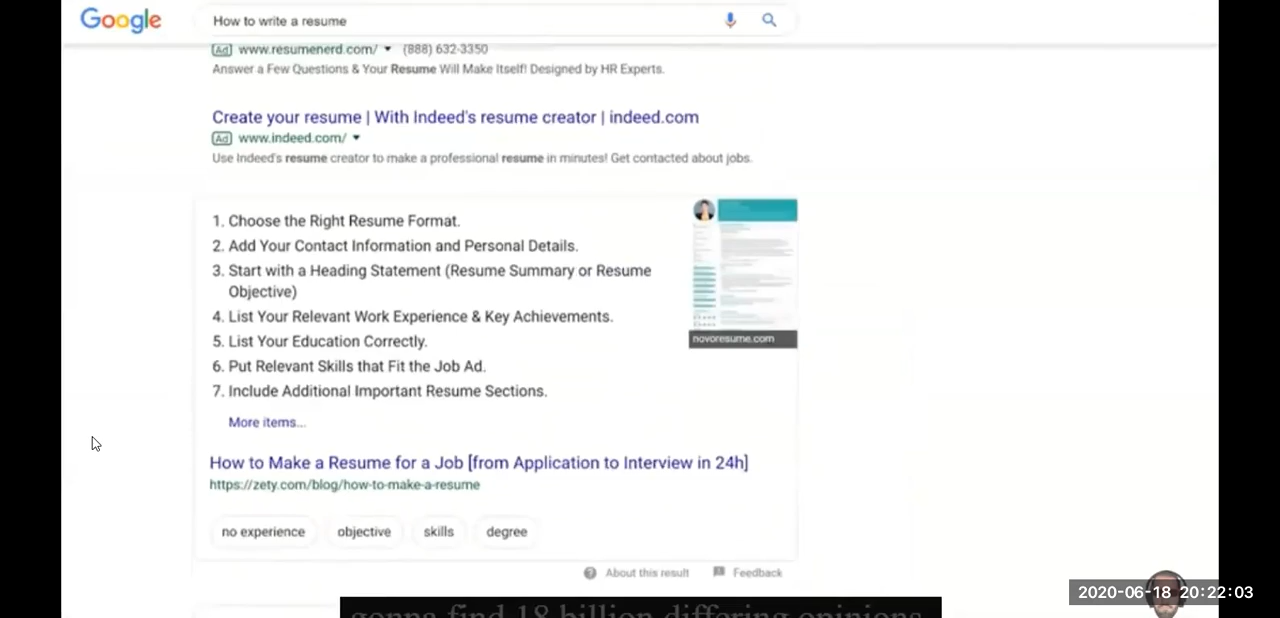 Google
How to write a resume
Ad www.resumenerd.com/ (888) 632-3350
Answer a Few Questions & Your Resume Will Make Itself! Designed by HR Experts.
Create your resume | With Indeed's resume creator | indeed.com
Ad www.indeed.com/
Use Indeed's resume creator to make a professional resume in minutes! Get contacted about jobs.
1. Choose the Right Resume Format.
2. Add Your Contact Information and Personal Details.
3. Start with a Heading Statement (Resume Summary or Resume
Objective)
4. List Your Relevant Work Experience & Key Achievements.
5. List Your Education Correctly.
6. Put Relevant Skills that Fit the Job Ad.
7. Include Additional Important Resume Sections.
novoresume.com
More items...
How to Make a Resume for a Job [from Application to Interview in 24h]
https://zety.com/blog/how-to-make-a-resume
no experience objective skills degree
About this result Feedback
2020-06-18 20:22:03
gonna find 18 billion differing opinions